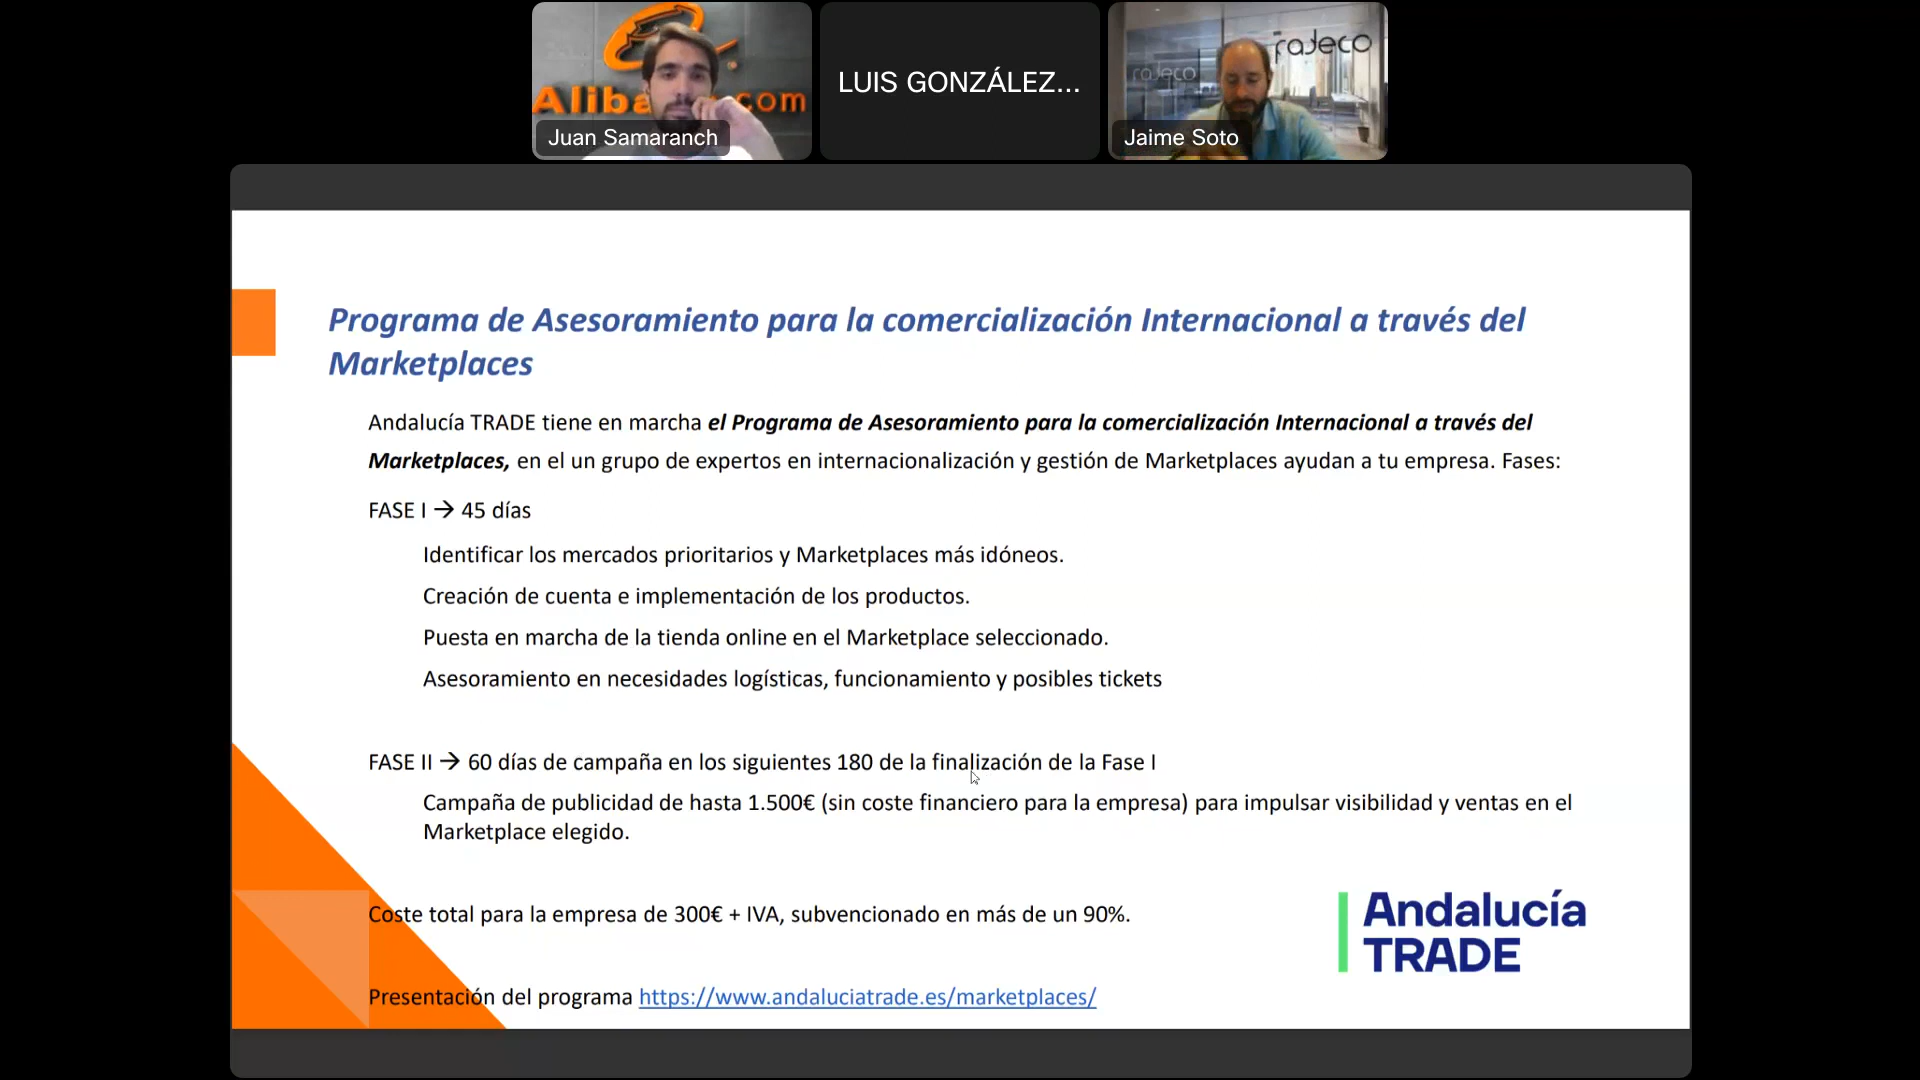 Alibaba.com
Juan Samaranch
LUIS GONZÁLEZ...
rajeco
rajeco
Jaime Soto
Programa de Asesoramiento para la comercialización Internacional a través del
Marketplaces
Andalucía TRADE tiene en marcha el Programa de Asesoramiento para la comercialización Internacional a través del
Marketplaces, en el un grupo de expertos en internacionalización y gestión de Marketplaces ayudan a tu empresa. Fases:
FASE I → 45 días
Identificar los mercados prioritarios y Marketplaces más idóneos.
Creación de cuenta e implementación de los productos.
Puesta en marcha de la tienda online en el Marketplace seleccionado.
Asesoramiento en necesidades logísticas, funcionamiento y posibles tickets
FASE II → 60 días de campaña en los siguientes 180 de la finalización de la Fase I
Campaña de publicidad de hasta 1.500€ (sin coste financiero para la empresa) para impulsar visibilidad y ventas en el
Marketplace elegido.
Coste total para la empresa de 300€ + IVA, subvencionado en más de un 90%.
Andalucía
TRADE
Presentación del programa https://www.andaluciatrade.es/marketplaces/